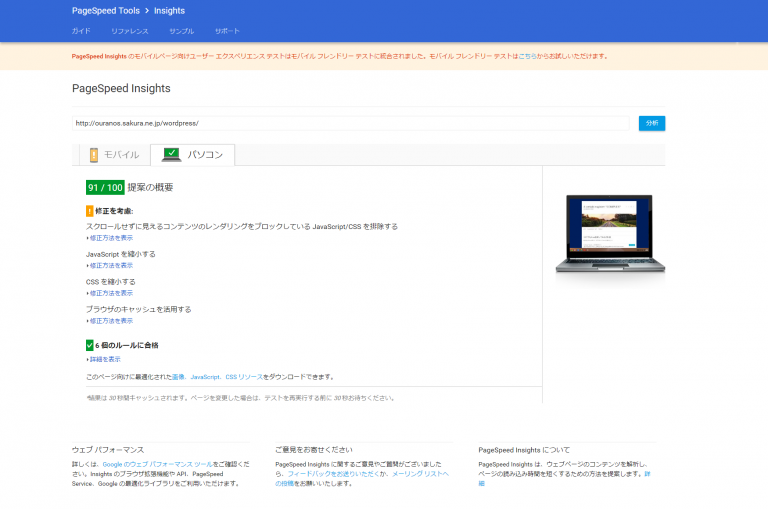 PageSpeed Tools > Insights
ガイド リファレンス サンプル サポート
PageSpeed Insights のモバイルページ向けユーザー エクスペリエンス テストはモバイル フレンドリー テストに統合されました。モバイル フレンドリー テストはこちらからお試しいただけます。
PageSpeed Insights
http://ouranos.sakura.ne.jp/wordpress/
分析
モバイル
パソコン
91 / 100 提案の概要
修正を考慮:
スクロールせずに見えるコンテンツのレンダリングをブロックしている JavaScript/CSS を排除する
修正方法を表示
JavaScript を縮小する
修正方法を表示
CSS を縮小する
修正方法を表示
ブラウザのキャッシュを活用する
修正方法を表示
6 個のルールに合格
詳細を表示
このページ向けに最適化された画像、JavaScript、CSS リソースをダウンロードできます。
*結果は 30 秒間キャッシュされます。ページを変更した場合は、テストを再実行する前に 30 秒お待ちください。
ウェブ パフォーマンス
詳しくは、Google のウェブ パフォーマンス ツールをご確認くだ
さい。Insights のブラウザ拡張機能や API、PageSpeed
Service、Google の最適化ライブラリをご利用いただけます。
ご意見をお寄せください
PageSpeed Insights に関するご意見やご質問がございました
ら、フィードバックをお送りいただくか、メーリング リストへ
の投稿をお願いいたします。
PageSpeed Insights について
PageSpeed Insights は、ウェブページのコンテンツを解析し、
ページの読み込み時間を短くするための方法を提案します。詳
細